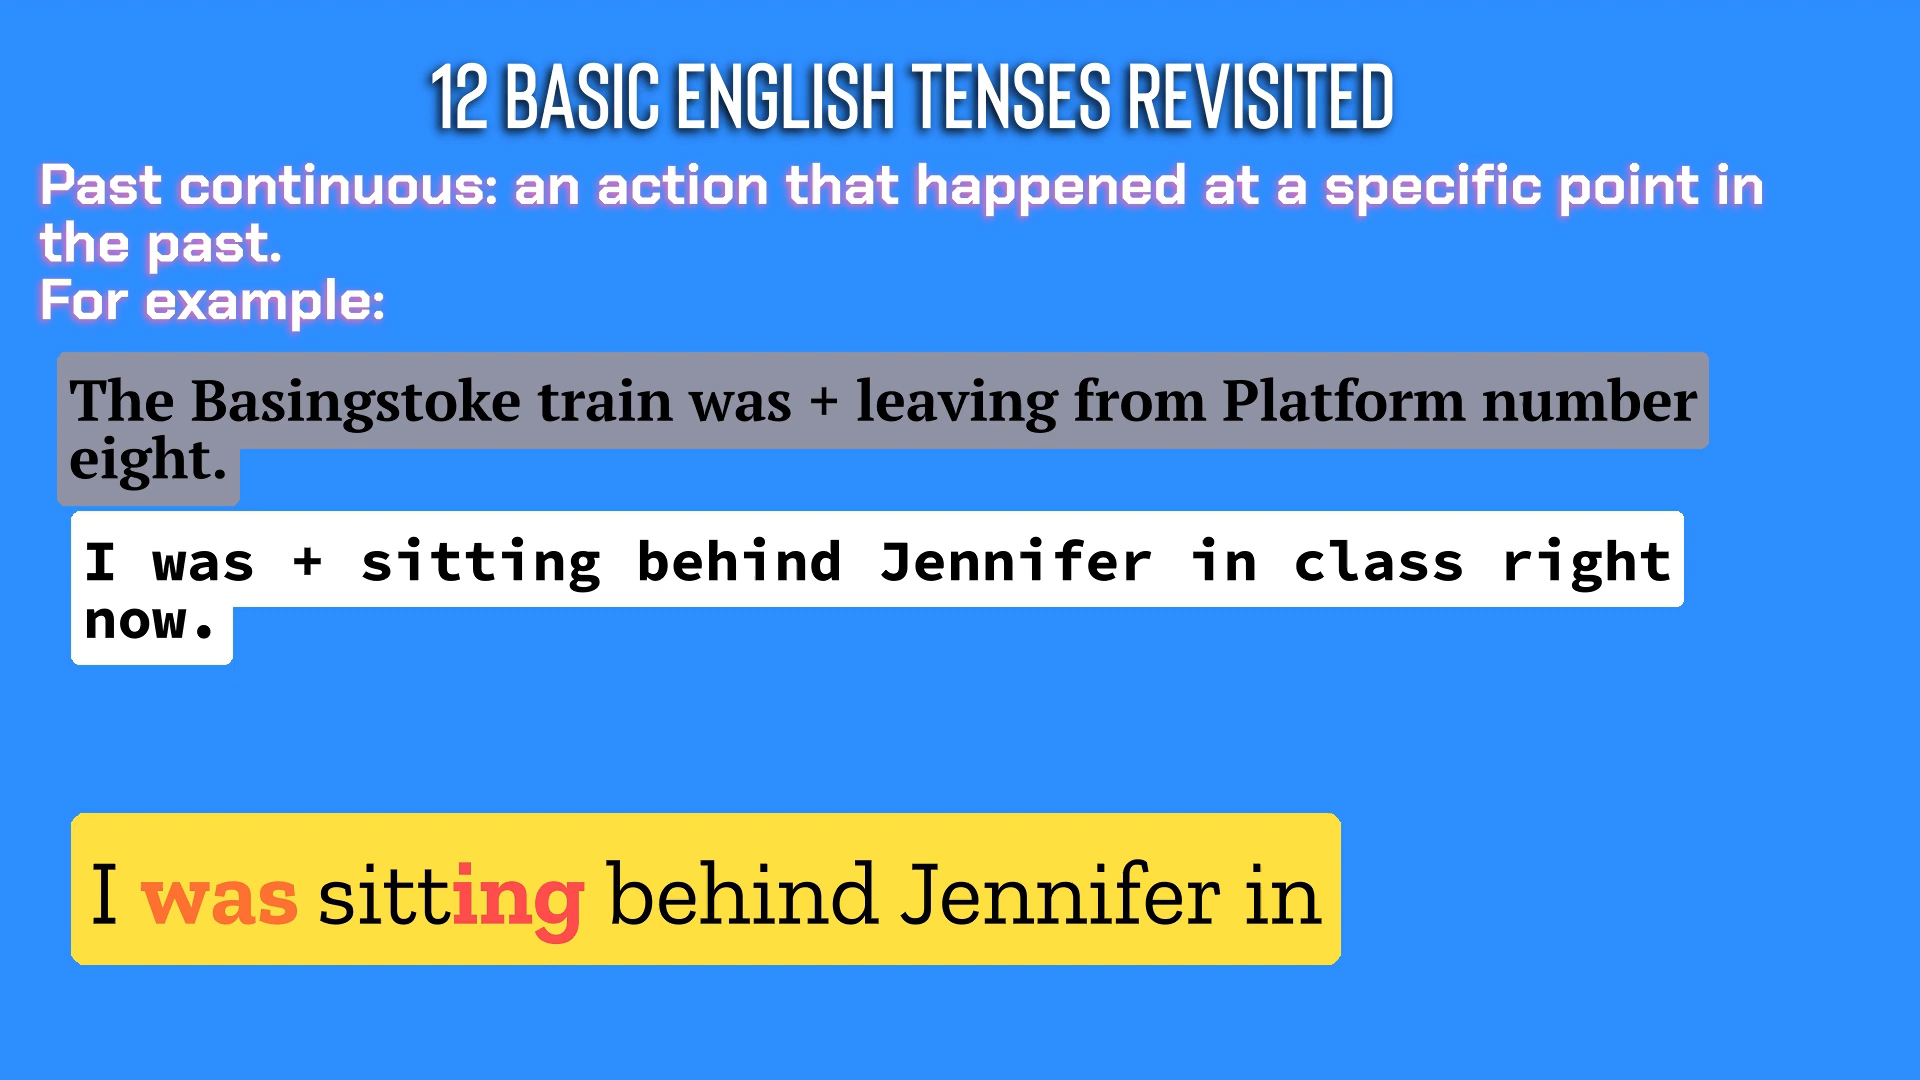 12 BASIC ENGLISH TENSES REVISITED
Past continuous: an action that happened at a specific point in
the past.
For example:
The Basingstoke train was + leaving from Platform number
eight.
I was + sitting behind Jennifer in class right
now.
I was sitting behind Jennifer in